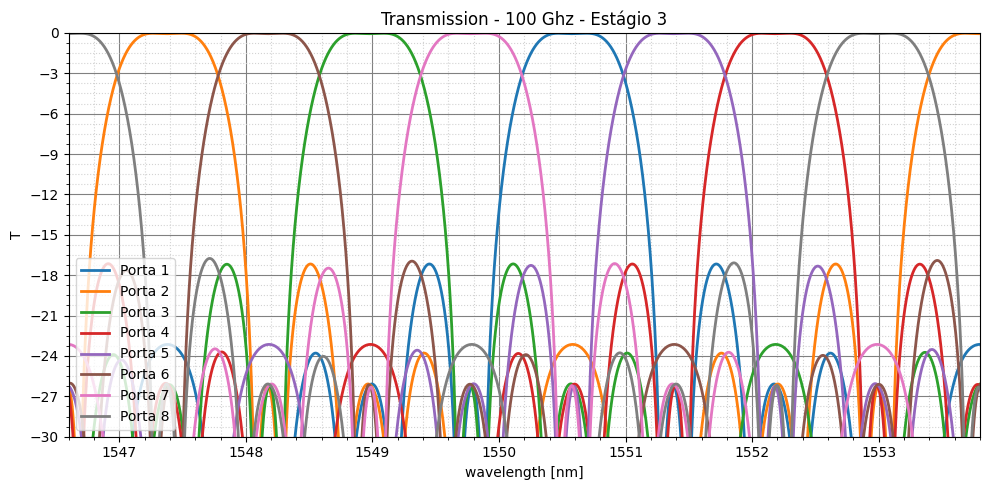 Transmission - 100 Ghz - Estágio 3
T
0
−3
−6
−9
−12
−15
−18
−21
−24
−27
−30
Porta 1
Porta 2
Porta 3
Porta 4
Porta 5
Porta 6
Porta 7
Porta 8
1547 1548 1549 1550 1551 1552 1553
wavelength [nm]